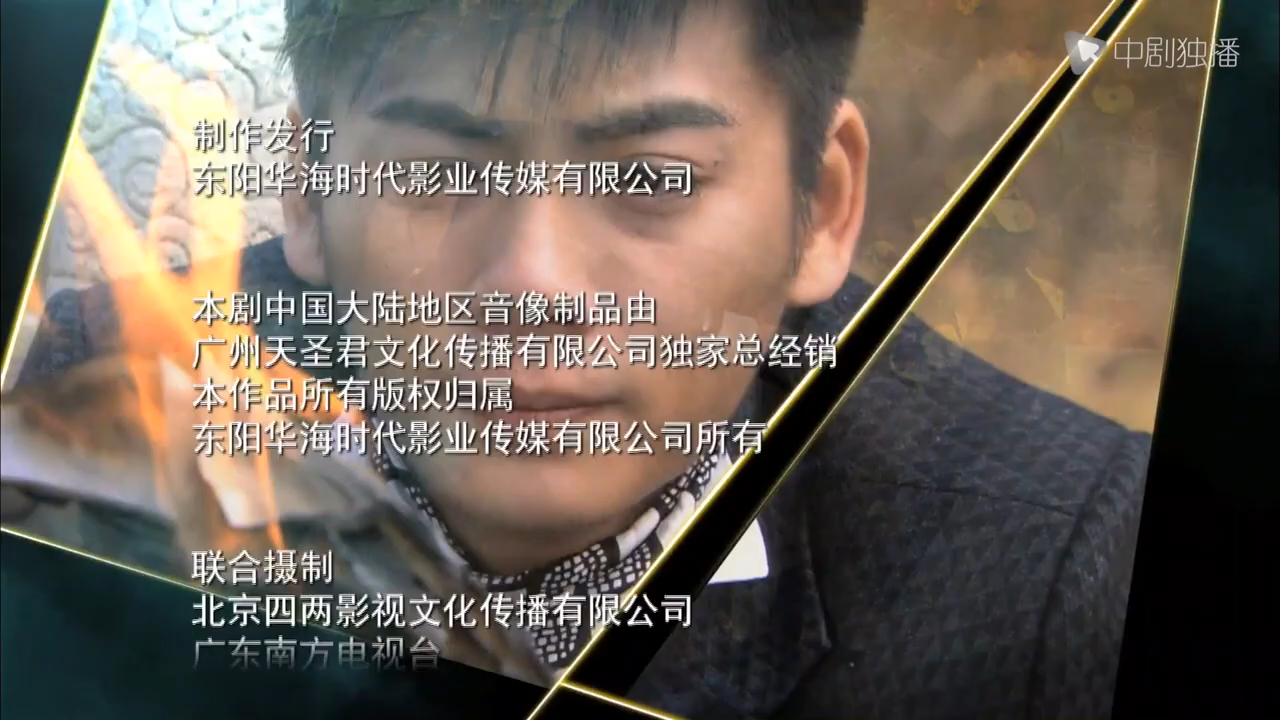 中剧独播
制作发行
东阳华海时代影业传媒有限公司
本剧中国大陆地区音像制品由
广州天圣君文化传播有限公司独家总经销
本作品所有版权归属
东阳华海时代影业传媒有限公司所有
联合摄制
北京四两影视文化传播有限公司
广东南方电视台